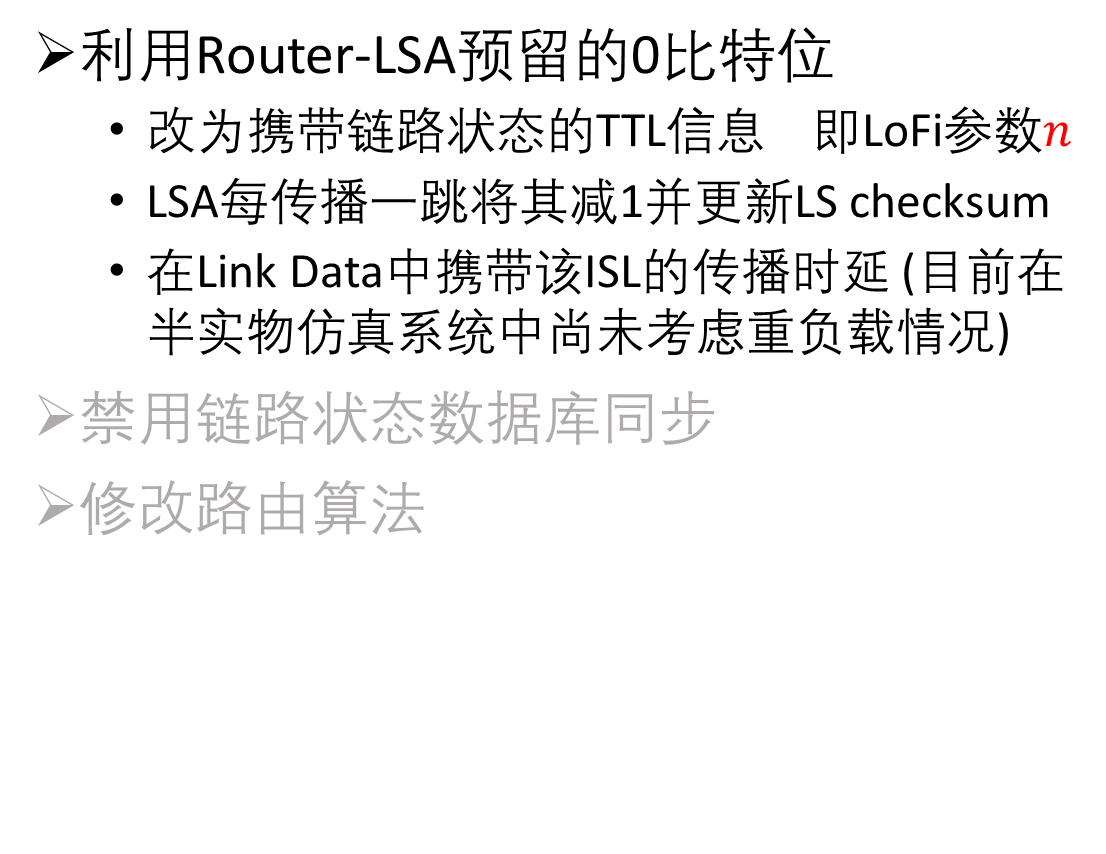 ➢利用Router-LSA预留的0比特位
• 改为携带链路状态的TTL信息　即LoFi参数n
• LSA每传播一跳将其减1并更新LS checksum
• 在Link Data中携带该ISL的传播时延 (目前在
半实物仿真系统中尚未考虑重负载情况)
➢禁用链路状态数据库同步
➢修改路由算法